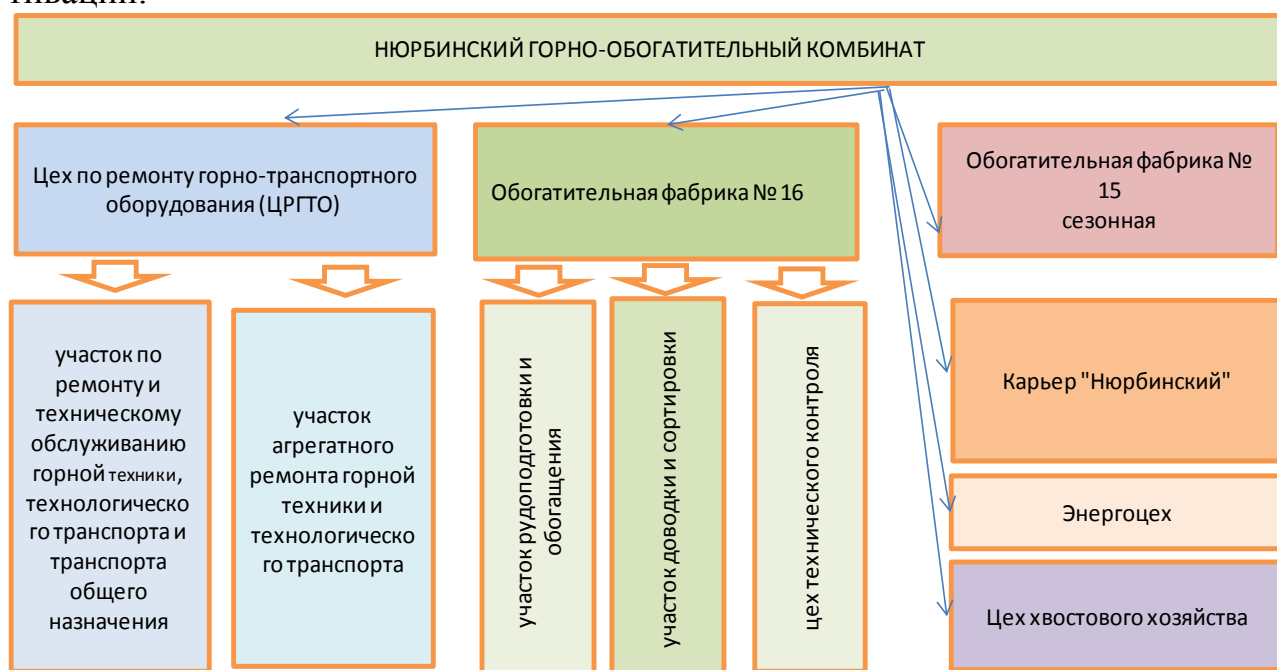 тивации.
НЮРБИНСКИЙ ГОРНО-ОБОГАТИТЕЛЬНЫЙ КОМБИНАТ
Цех по ремонту горно-транспортного
оборудования (ЦРГТО)
Обогатительная фабрика № 16
Обогатительная фабрика №
15
сезонная
участок по
ремонту и
техническому
обслуживанию
горной техники,
технологическо
го транспорта и
транспорта
общего
назначения
участок
агрегатного
ремонта горной
техники и
технологическо
го транспорта
участок рудоподготовки и
обогащения
участок доводки и сортировки
цех технического контроля
Карьер "Нюрбинский"
Энергоцех
Цех хвостового хозяйства